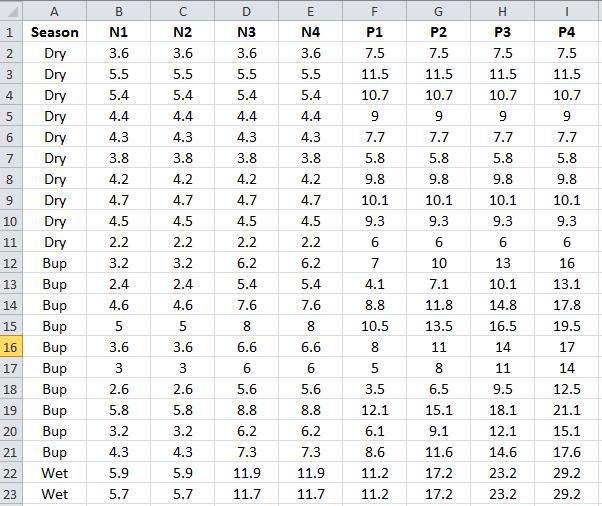 A B C D E F G H I
1 Season N1 N2 N3 N4 P1 P2 P3 P4
2 Dry 3.6 3.6 3.6 3.6 7.5 7.5 7.5 7.5
3 Dry 5.5 5.5 5.5 5.5 11.5 11.5 11.5 11.5
4 Dry 5.4 5.4 5.4 5.4 10.7 10.7 10.7 10.7
5 Dry 4.4 4.4 4.4 4.4 9 9 9 9
6 Dry 4.3 4.3 4.3 4.3 7.7 7.7 7.7 7.7
7 Dry 3.8 3.8 3.8 3.8 5.8 5.8 5.8 5.8
8 Dry 4.2 4.2 4.2 4.2 9.8 9.8 9.8 9.8
9 Dry 4.7 4.7 4.7 4.7 10.1 10.1 10.1 10.1
10 Dry 4.5 4.5 4.5 4.5 9.3 9.3 9.3 9.3
11 Dry 2.2 2.2 2.2 2.2 6 6 6 6
12 Bup 3.2 3.2 6.2 6.2 7 10 13 16
13 Bup 2.4 2.4 5.4 5.4 4.1 7.1 10.1 13.1
14 Bup 4.6 4.6 7.6 7.6 8.8 11.8 14.8 17.8
15 Bup 5 5 8 8 10.5 13.5 16.5 19.5
16 Bup 3.6 3.6 6.6 6.6 8 11 14 17
17 Bup 3 3 6 6 5 8 11 14
18 Bup 2.6 2.6 5.6 5.6 3.5 6.5 9.5 12.5
19 Bup 5.8 5.8 8.8 8.8 12.1 15.1 18.1 21.1
20 Bup 3.2 3.2 6.2 6.2 6.1 9.1 12.1 15.1
21 Bup 4.3 4.3 7.3 7.3 8.6 11.6 14.6 17.6
22 Wet 5.9 5.9 11.9 11.9 11.2 17.2 23.2 29.2
23 Wet 5.7 5.7 11.7 11.7 11.2 17.2 23.2 29.2